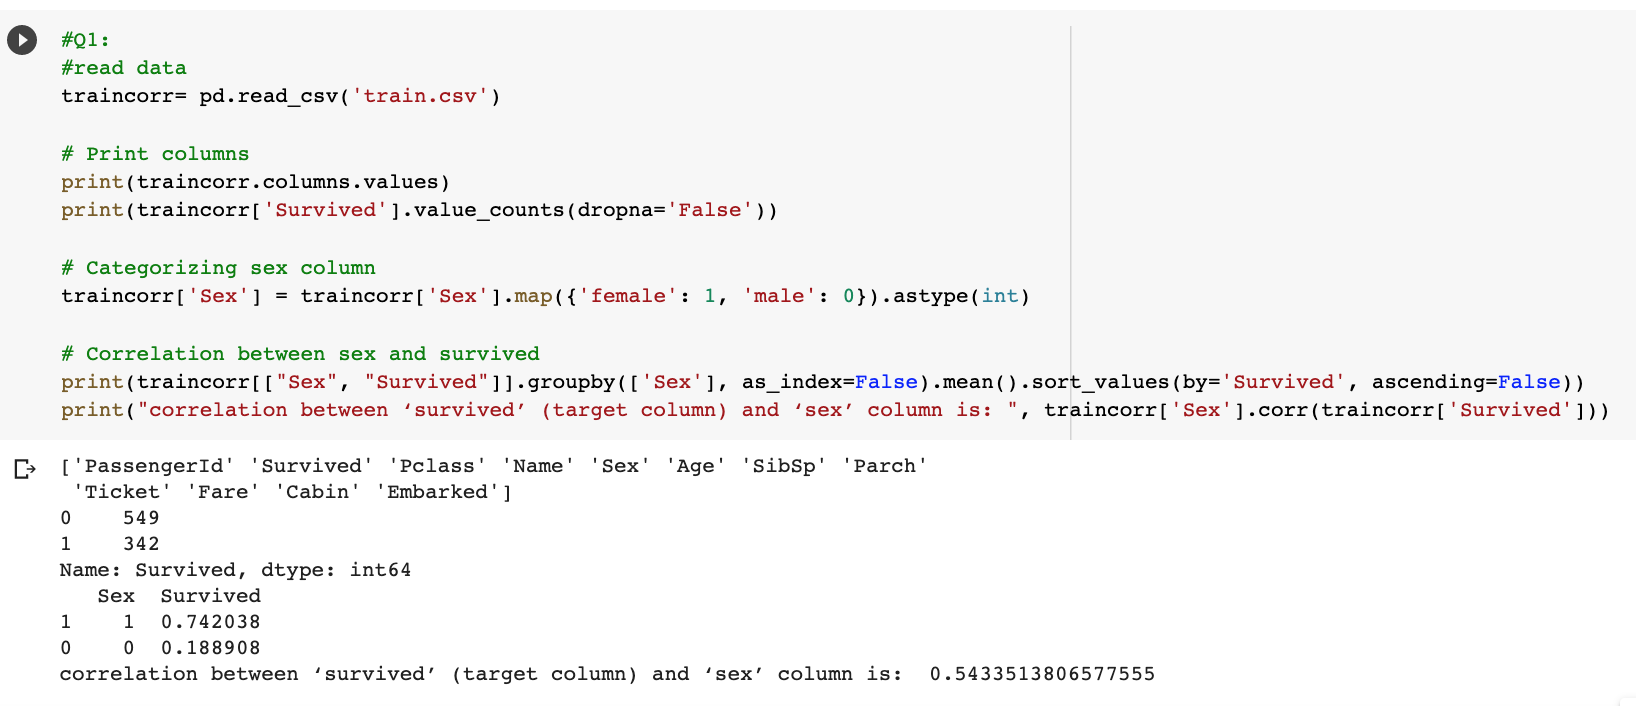 #Q1:
#read data
traincorr= pd.read_csv('train.csv')
# Print columns
print(traincorr.columns.values)
print(traincorr['Survived'].value_counts(dropna='False'))
# Categorizing sex column
traincorr['Sex'] = traincorr['Sex'].map({'female': 1, 'male': 0}).astype(int)
# Correlation between sex and survived
print(traincorr[["Sex", "Survived"]].groupby(['Sex'], as_index=False).mean().sort_values(by='Survived', ascending=False))
print("correlation between ‘survived’ (target column) and ‘sex’ column is: ", traincorr['Sex'].corr(traincorr['Survived']))
['PassengerId' 'Survived' 'Pclass' 'Name' 'Sex' 'Age' 'SibSp' 'Parch'
 'Ticket' 'Fare' 'Cabin' 'Embarked']
0    549
1    342
Name: Survived, dtype: int64
   Sex  Survived
1    1  0.742038
0    0  0.188908
correlation between ‘survived’ (target column) and ‘sex’ column is:  0.5433513806577555